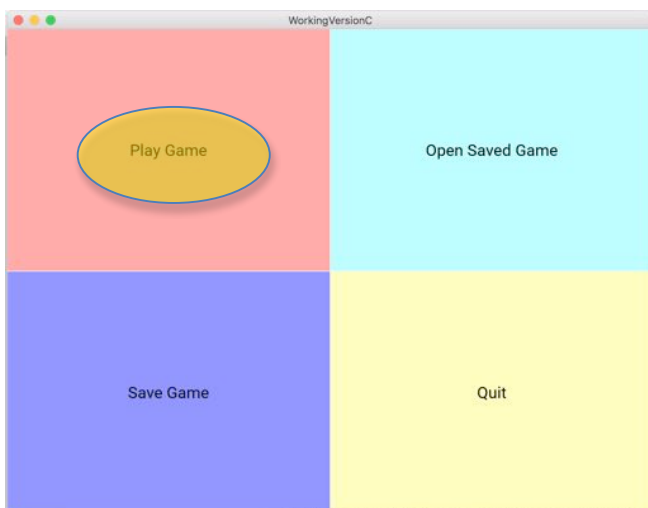 WorkingVersionC
Play Game
Open Saved Game
Save Game
Quit